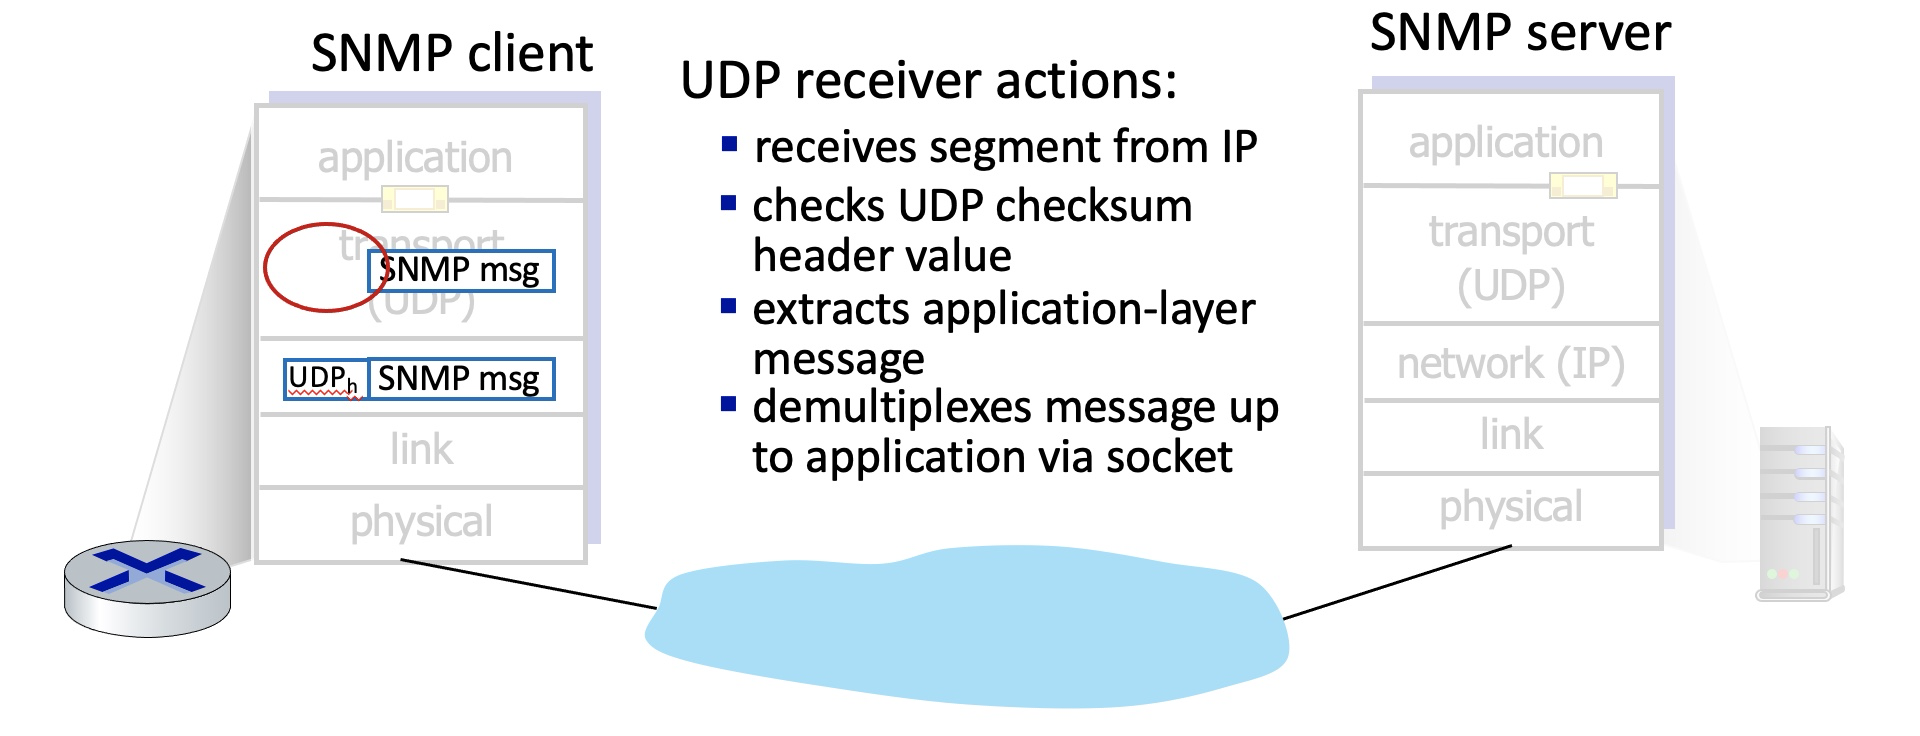 SNMP client
application
transport
SNMP msg
(UDP)
UDPh SNMP msg
link
physical
UDP receiver actions:
receives segment from IP
checks UDP checksum
header value
extracts application-layer
message
demultiplexes message up
to application via socket
SNMP server
application
transport
(UDP)
network (IP)
link
physical